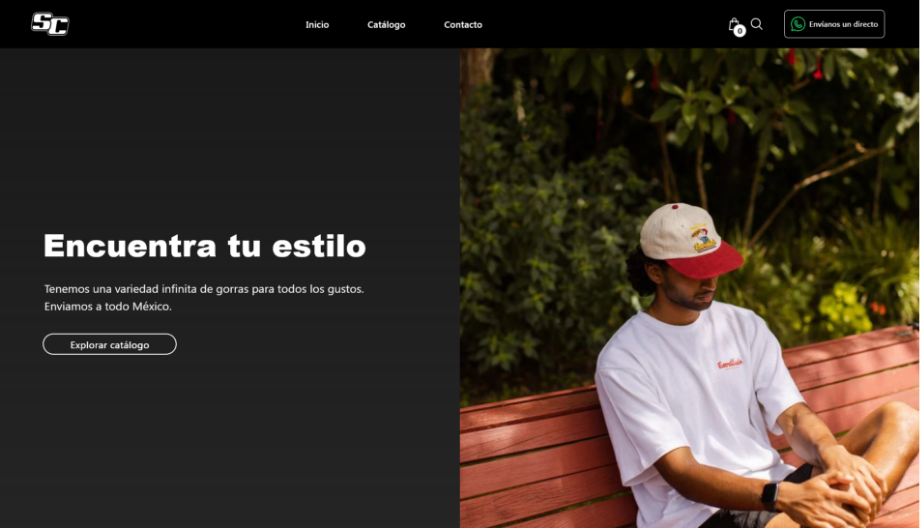 SC
Inicio
Catálogo
Contacto
0
Envíanos un directo
Encuentra tu estilo
Tenemos una variedad infinita de gorras para todos los gustos.
Enviamos a todo México.
Explorar catálogo